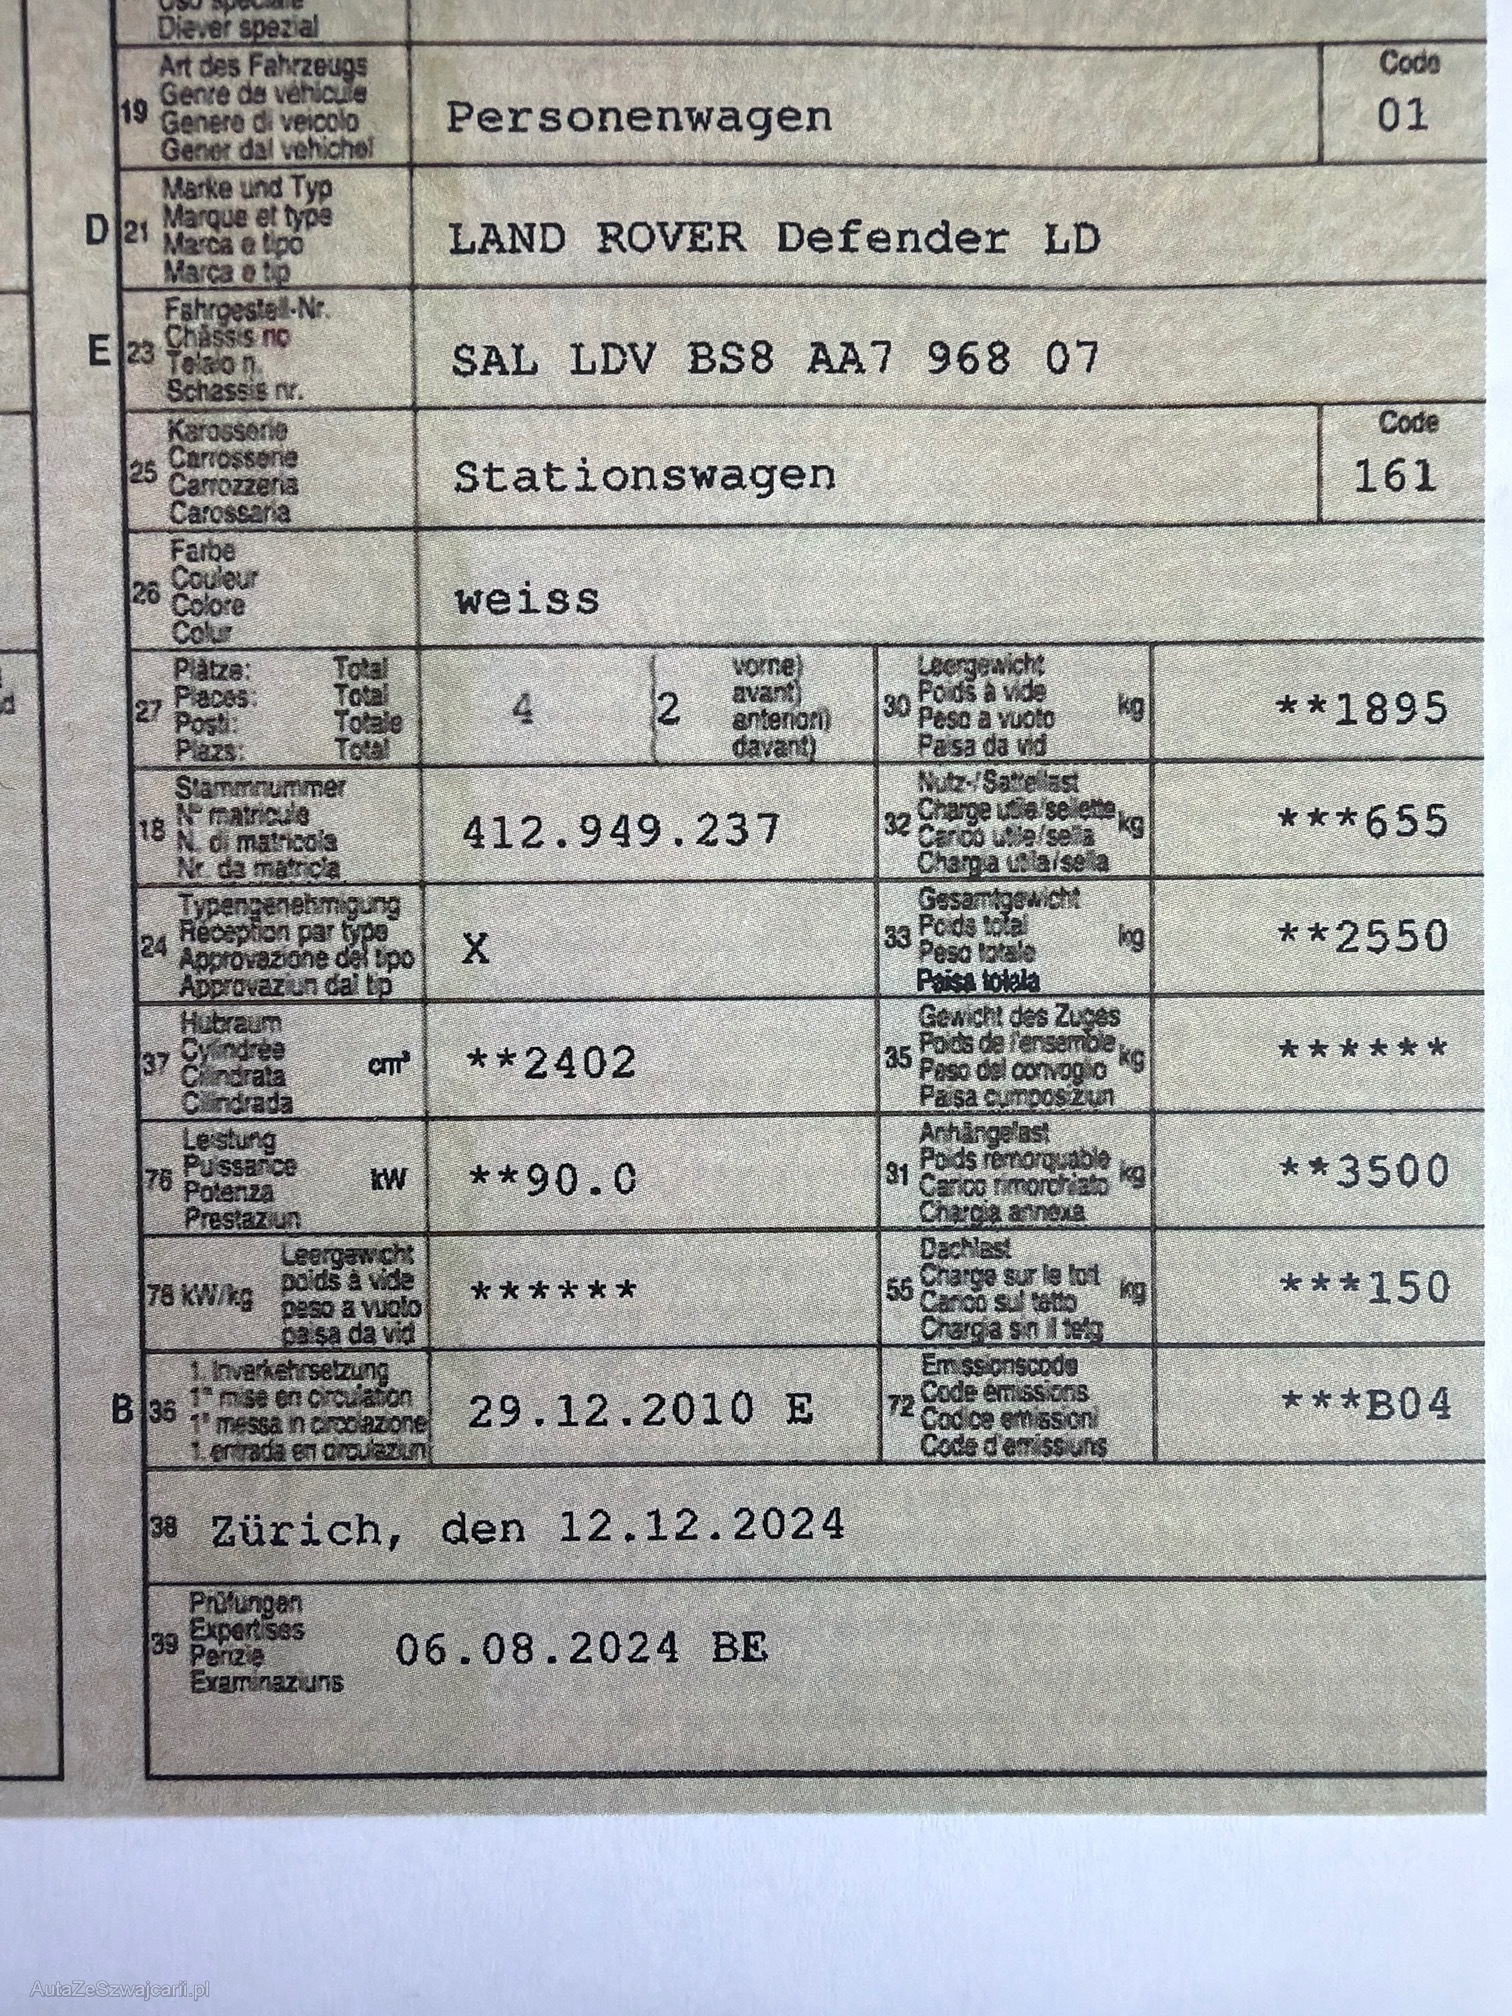 Uso speciale
Diever spezial
19 Art des Fahrzeugs
Genre de véhicule
Genere di veicolo
Gener dal vehichel
Personenwagen
Code
01
D 21 Marke und Typ
Marque et type
Marca e tipo
Marca e tip
LAND ROVER Defender LD
E 23 Fahrgestell-Nr.
Châssis no
Telaio n.
Schassis nr.
SAL LDV BS8 AA7 968 07
25 Karosserie
Carrosserie
Carrozzeria
Carossaria
Stationswagen
Code
161
26 Farbe
Couleur
Colore
Colur
weiss
27 Plätze: Total
Places: Total
Posti: Totale
Plazs: Total
4 ( 2 vorne)
avant)
anteriori)
davant)
30 Leergewicht
Poids à vide
Peso a vuoto
Paisa da vid
kg
**1895
18 Stammnummer
N° matricule
N. di matricola
Nr. da matricla
412.949.237
32 Nutz-/Sattellast
Charge utile/sellette
Carico utile/sella
Chargia utila/sella
kg
***655
24 Typengenehmigung
Réception par type
Approvazione del tipo
Approvaziun dal tip
X
33 Gesamtgewicht
Poids total
Peso totale
Paisa totala
kg
**2550
37 Hubraum
Cylindrée
Cilindrata
Cilindrada
cm³
**2402
35 Gewicht des Zuges
Poids de l'ensemble
Peso del convoglio
Paisa cumposiziun
kg
******
76 Leistung
Puissance
Potenza
Prestaziun
kW
**90.0
31 Anhängelast
Poids remorquable
Carico rimorchiato
Chargia annexa
kg
**3500
78 kW/kg Leergewicht
poids à vide
peso a vuoto
paisa da vid
******
55 Dachlast
Charge sur le toit
Carico sul tetto
Chargia sin il tetg
kg
***150
B 36 1. Inverkehrsetzung
1re mise en circulation
1a messa in circolazione
1. entrada en circulaziun
29.12.2010 E
72 Emissionscode
Code émissions
Codice emissioni
Code d'emissiuns
***B04
38 Zürich, den 12.12.2024
39 Prüfungen
Expertises
Perizie
Examinaziuns
06.08.2024 BE
AutaZeSzwajcarii.pl